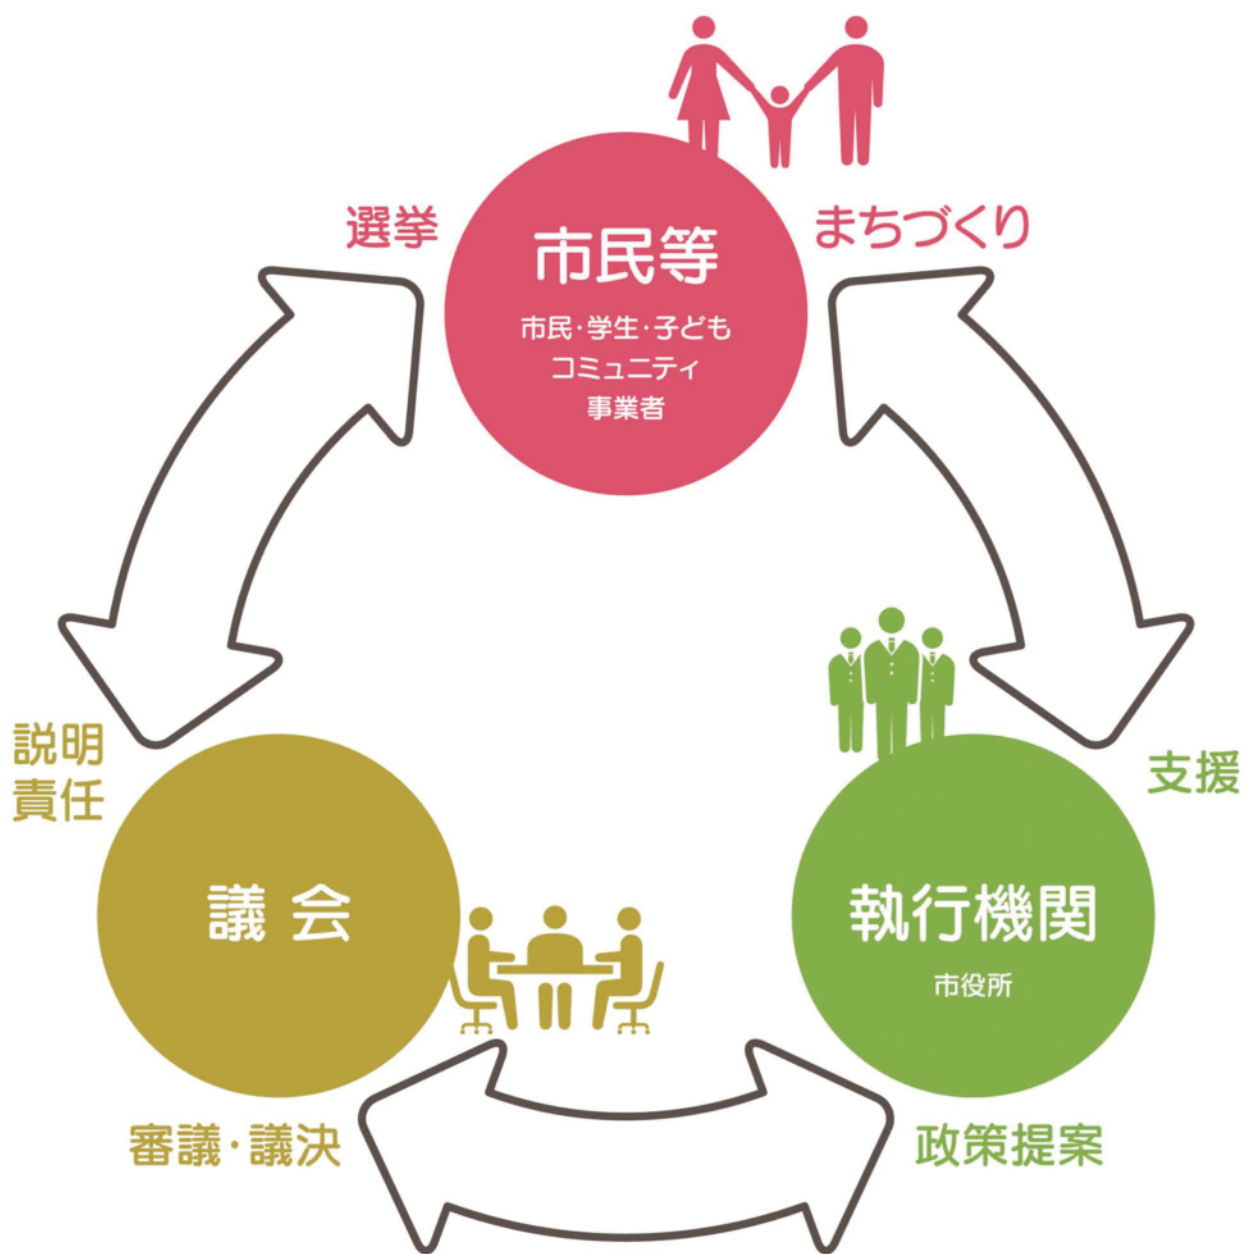 選挙
市民等
まちづくり
市民・学生・子ども
コミュニティ
事業者
説明
責任
支援
議会
執行機関
市役所
審議・議決
政策提案